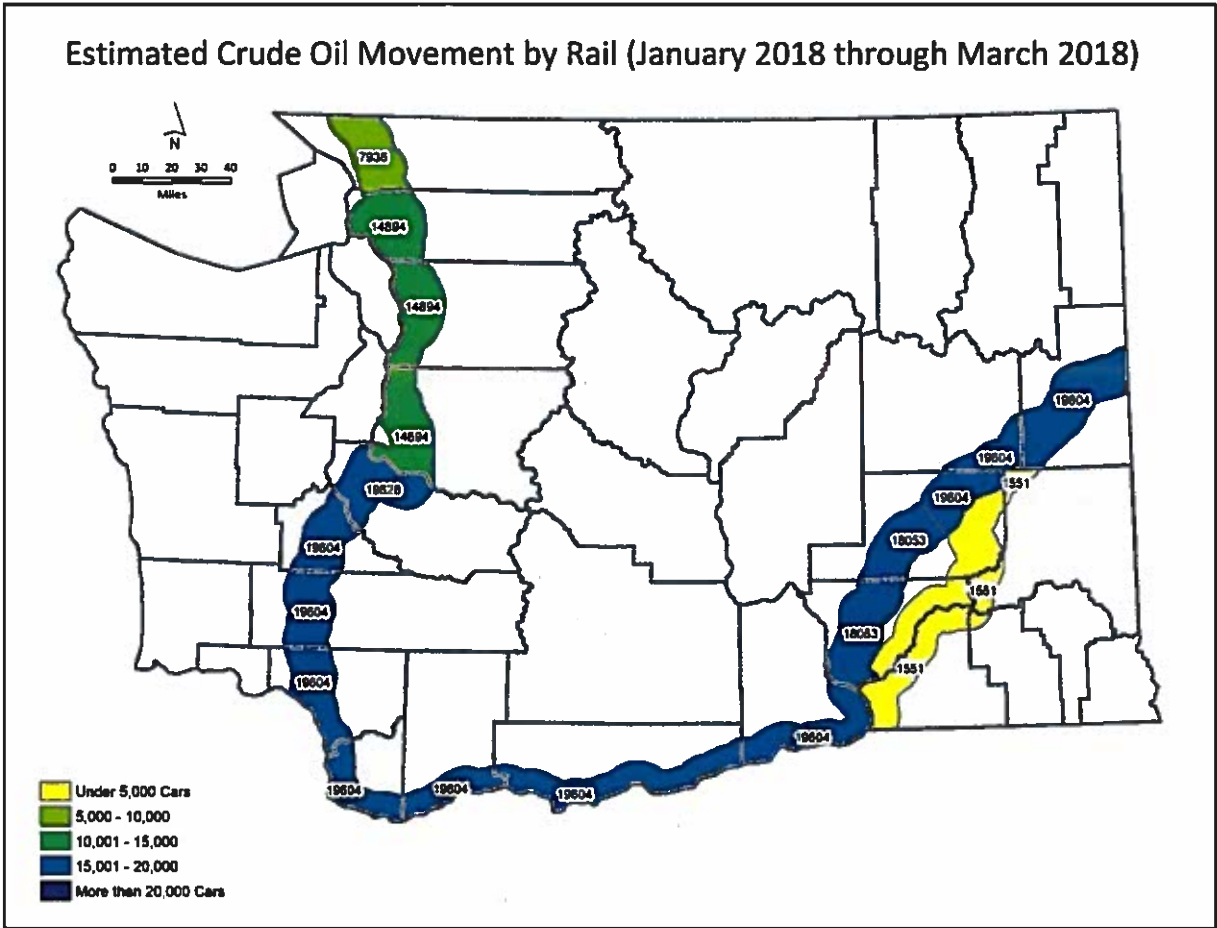 Estimated Crude Oil Movement by Rail (January 2018 through March 2018)
N
0 10 20 30 40
Miles
7936
14894
14894
14894
19628
19604
19604
19604
19604
19604
19604
19604
19604
19604
19604
1551
18053
1551
18053
1551
Under 5,000 Cars
5,000 - 10,000
10,001 - 15,000
15,001 - 20,000
More than 20,000 Cars